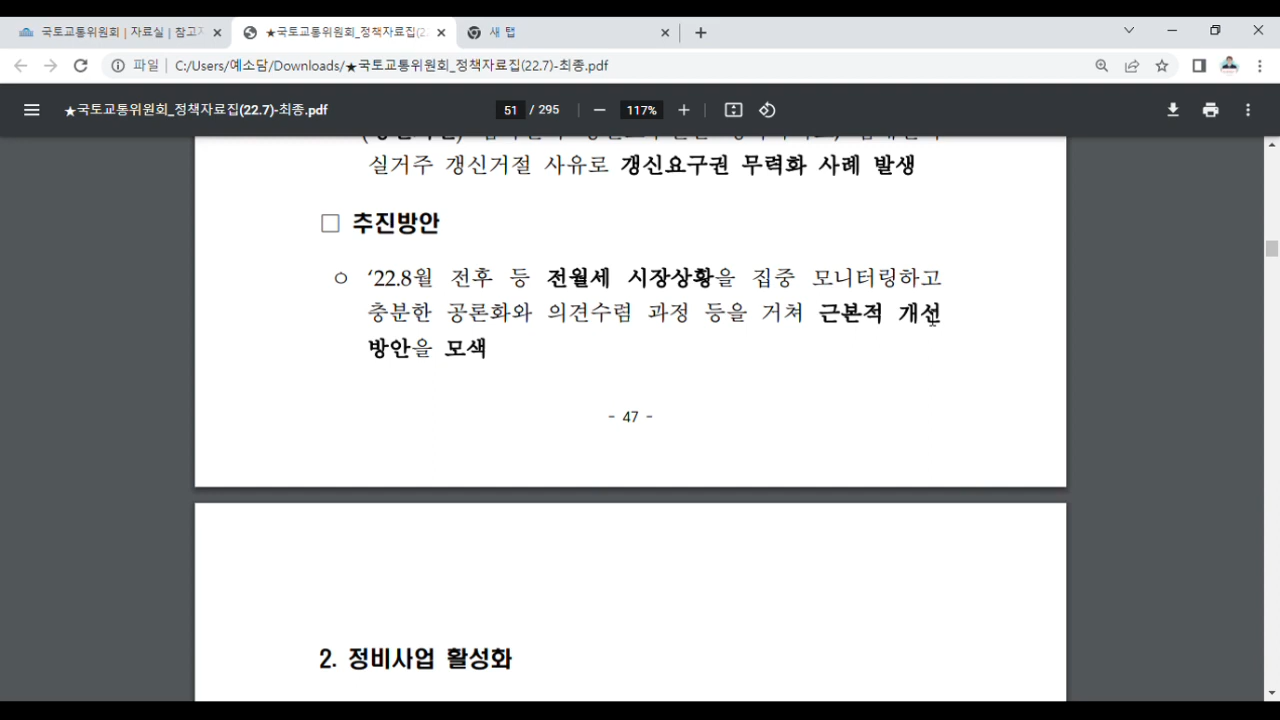 국토교통위원회 | 자료실 | 참고자
★국토교통위원회_정책자료집(2
새 탭
파일
C:/Users/예소담/Downloads/★국토교통위원회_정책자료집(22.7)-최종.pdf
★국토교통위원회_정책자료집(22.7)-최종.pdf
51 / 295
117%
실거주 갱신거절 사유로 갱신요구권 무력화 사례 발생
□ 추진방안
○ ‘22.8월 전후 등 전월세 시장상황을 집중 모니터링하고
충분한 공론화와 의견수렴 과정 등을 거쳐 근본적 개선
방안을 모색
- 47 -
2. 정비사업 활성화